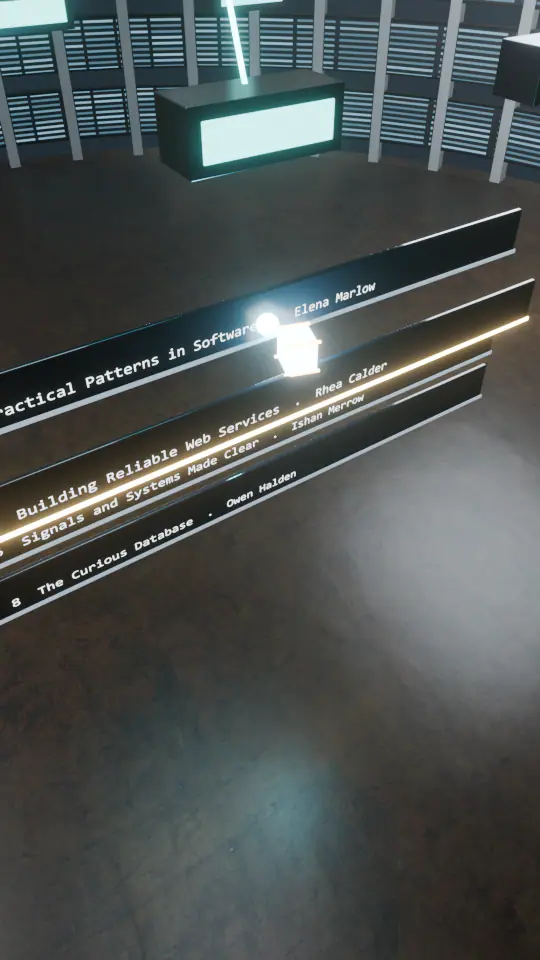 Patterns in Software Elena Marlow
Building Reliable Web Services · Rhea Calder
Signals and Systems Made Clear · Ishan Merrow
8 The Curious Database · Owen Halden